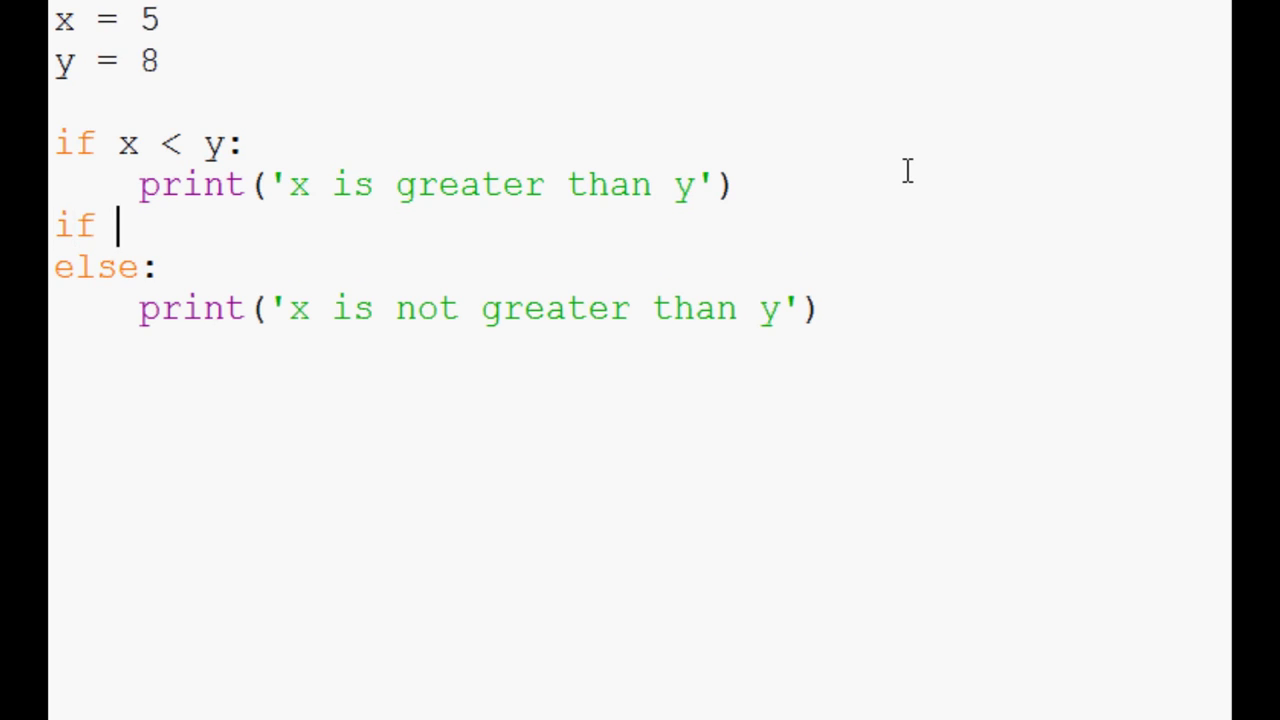 x = 5
y = 8
if x < y:
    print('x is greater than y')
if
else:
    print('x is not greater than y')